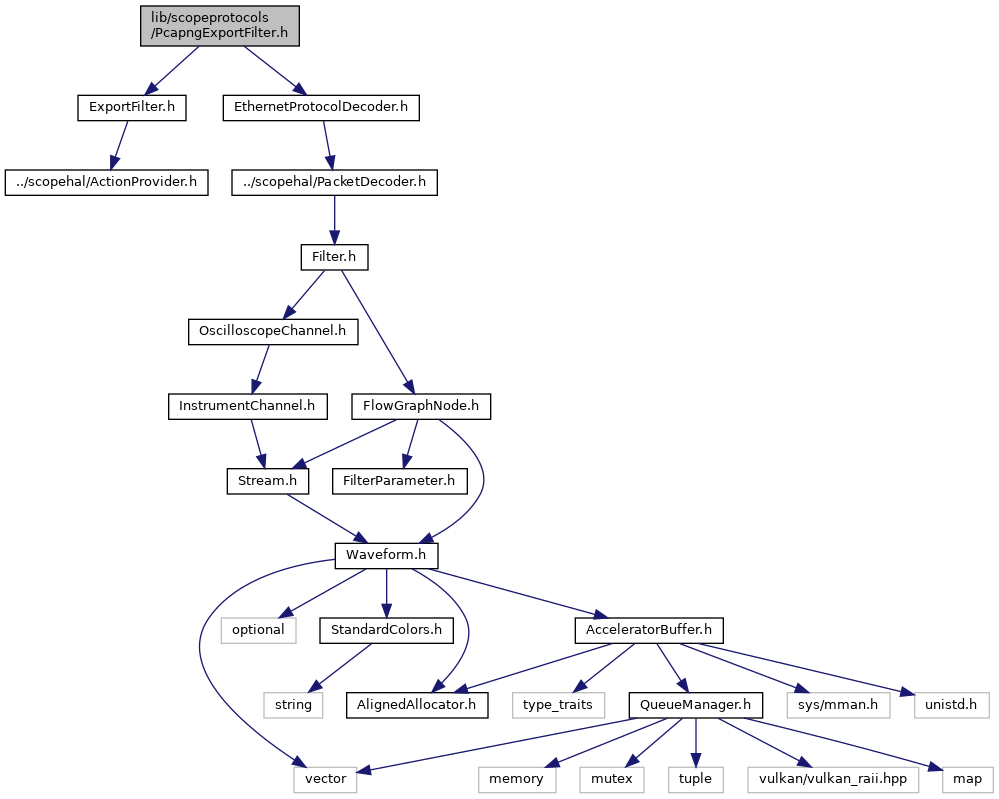 lib/scopeprotocols
/PcapngExportFilter.h
ExportFilter.h
EthernetProtocolDecoder.h
../scopehal/ActionProvider.h
../scopehal/PacketDecoder.h
Filter.h
OscilloscopeChannel.h
InstrumentChannel.h
FlowGraphNode.h
Stream.h
FilterParameter.h
Waveform.h
optional
StandardColors.h
AcceleratorBuffer.h
string
AlignedAllocator.h
type_traits
QueueManager.h
sys/mman.h
unistd.h
vector
memory
mutex
tuple
vulkan/vulkan_raii.hpp
map